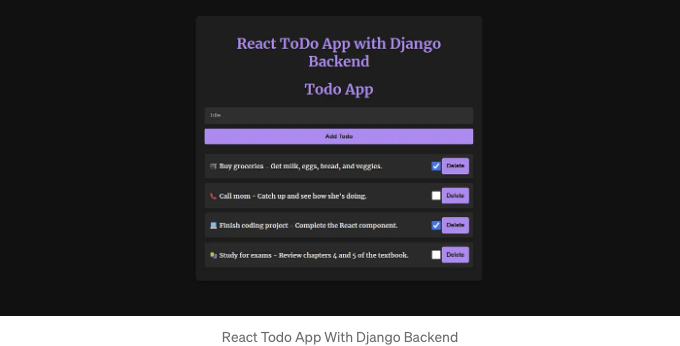 React ToDo App with Django
Backend
Todo App
title
Add Todo
Buy groceries - Get milk, eggs, bread, and veggies.
Delete
Call mom - Catch up and see how she's doing.
Delete
Finish coding project - Complete the React component.
Delete
Study for exams - Review chapters 4 and 5 of the textbook.
Delete
React Todo App With Django Backend